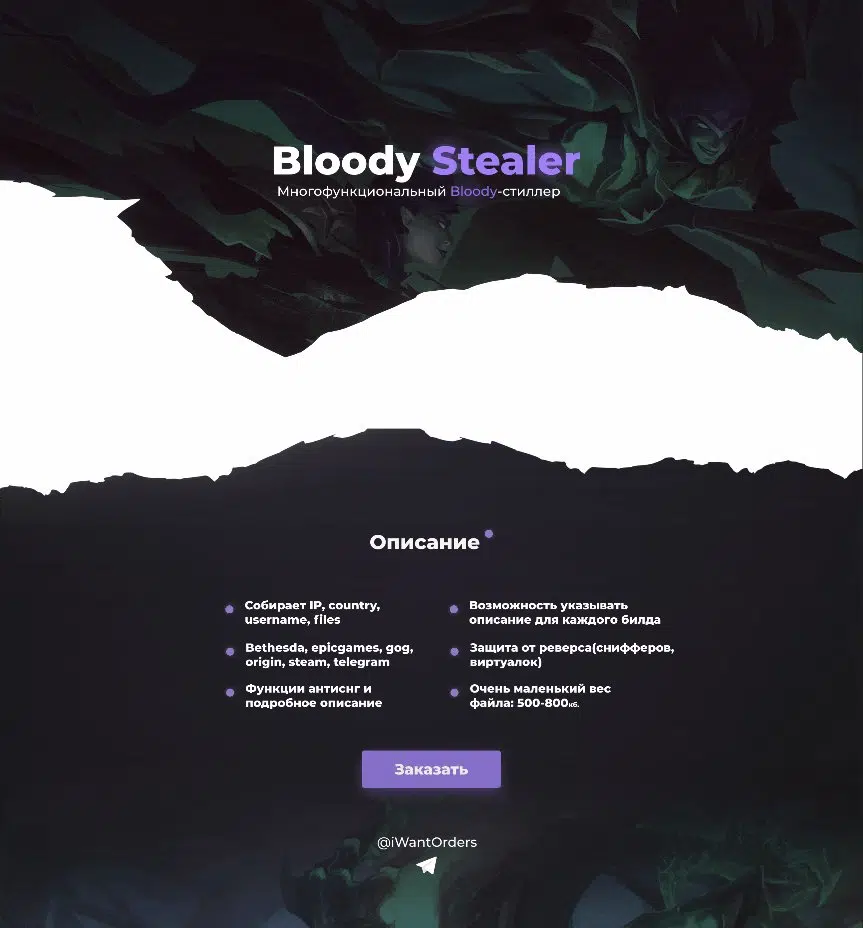 Bloody Stealer
Многофункциональный Bloody-стиллер
Описание
Собирает IP, country,
username, files
Bethesda, epicgames, gog,
origin, steam, telegram
Функции антиснг и
подробное описание
Возможность указывать
описание для каждого билда
Защита от реверса(снифферов,
виртуалок)
Очень маленький вес
файла: 500-800кб.
Заказать
@iWantOrders